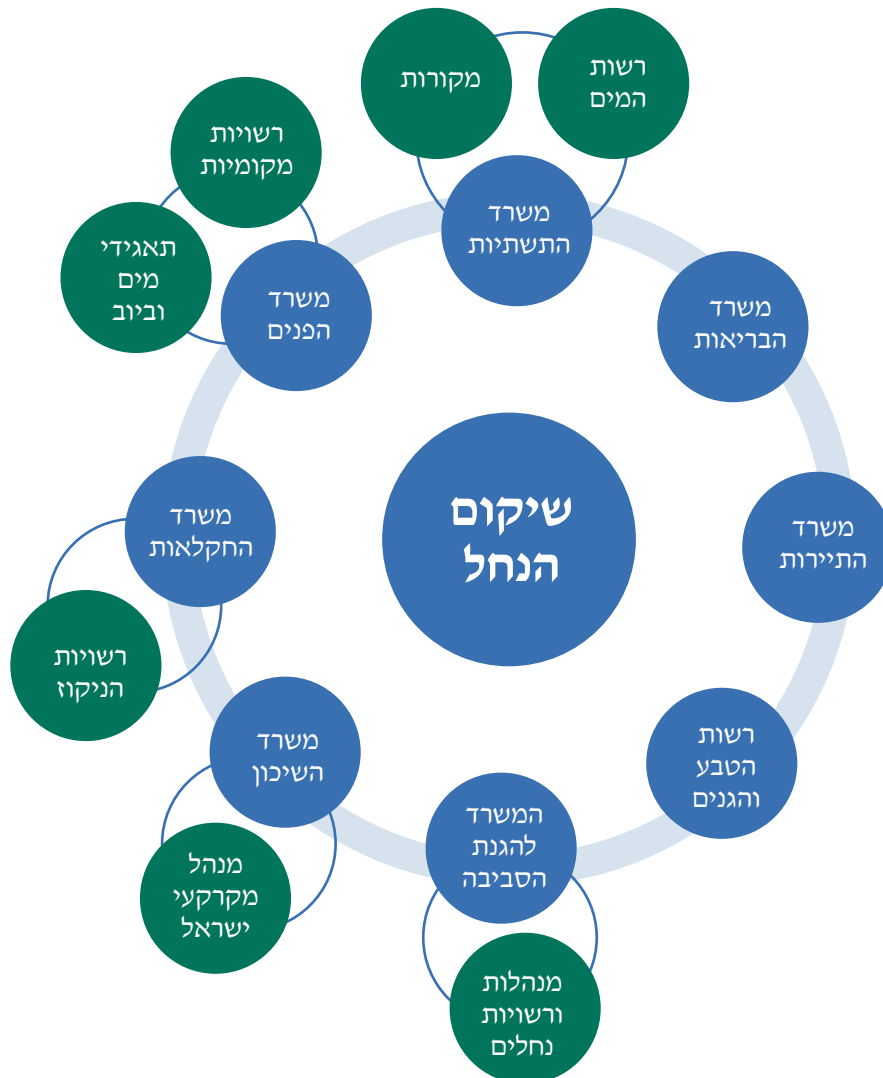 שיקום
הנחל
משרד
התשתיות
רשות
המים
מקורות
משרד
הבריאות
משרד
התיירות
רשות
הטבע
והגנים
המשרד
להגנת
הסביבה
מנהלות
ורשויות
נחלים
משרד
השיכון
מנהל
מקרקעי
ישראל
משרד
החקלאות
רשויות
הניקוז
משרד
הפנים
רשויות
מקומיות
תאגידי
מים
וביוב